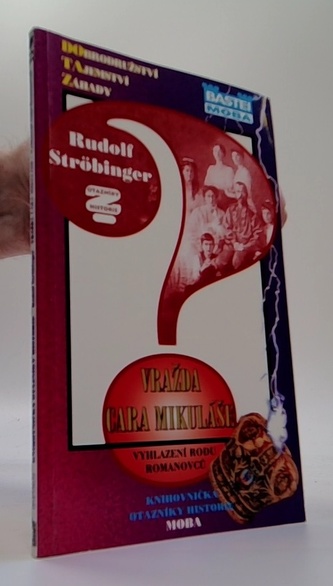 DOBRODRUŽSTVÍ
TAJEMSTVÍ
ZÁHADY
BASTEI
MOBA
Rudolf
Ströbinger
OTAZNÍKY
HISTORIE
VRAŽDA
CARA MIKULÁŠE
VYHLAZENÍ RODU
ROMANOVCŮ
KNIHOVNIČKA
OTAZNÍKY HISTORIE
MOBA